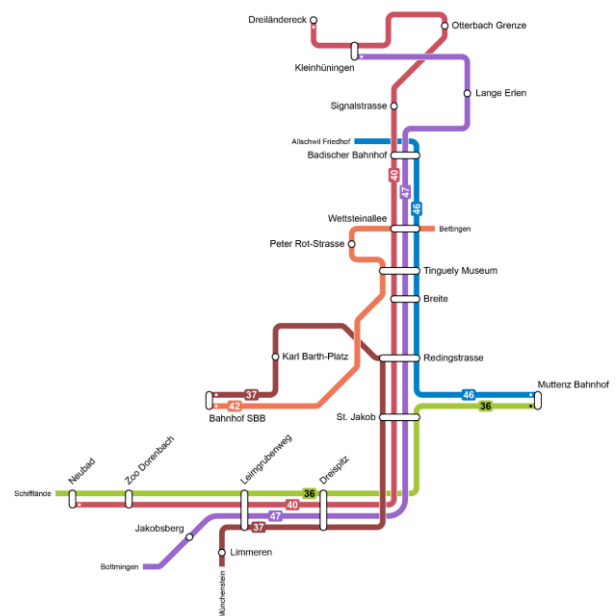 Dreiländereck
Otterbach Grenze
Kleinhüningen
Lange Erlen
Signalstrasse
Allschwil Friedhof
Badischer Bahnhof
40
47
46
Wettsteinallee
Bettingen
Peter Rot-Strasse
Tinguely Museum
Breite
Karl Barth-Platz
Redingstrasse
Muttenz Bahnhof
37
46
42
36
Bahnhof SBB
St. Jakob
Neubad
Zoo Dorenbach
Leimgrubenweg
Dreispitz
Schifflände
36
40
47
37
Jakobsberg
Limmeren
Bottmingen
Münchenstein